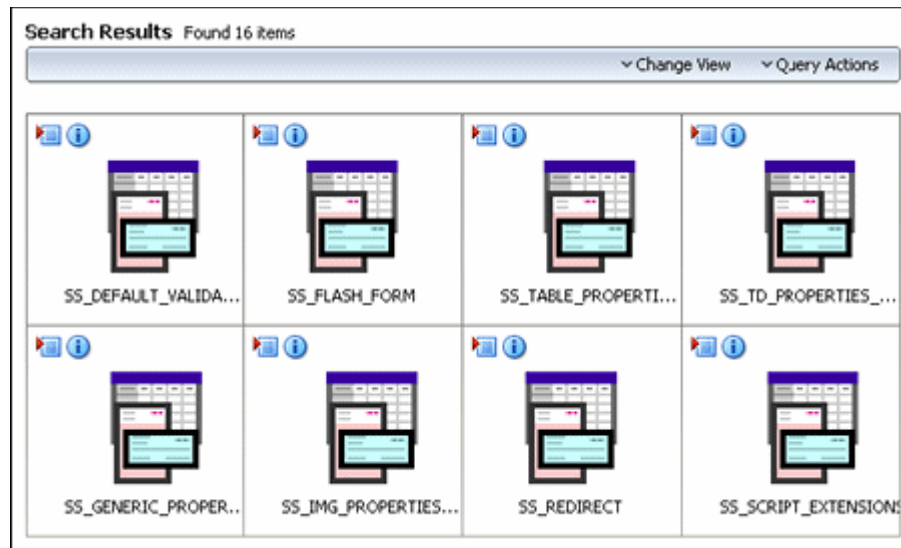 Search Results Found 16 items
Change View Query Actions
SS_DEFAULT_VALIDA... SS_FLASH_FORM SS_TABLE_PROPERTI... SS_TD_PROPERTIES_...
SS_GENERIC_PROPER.. SS_IMG_PROPERTIES... SS_REDIRECT SS_SCRIPT_EXTENSIONS